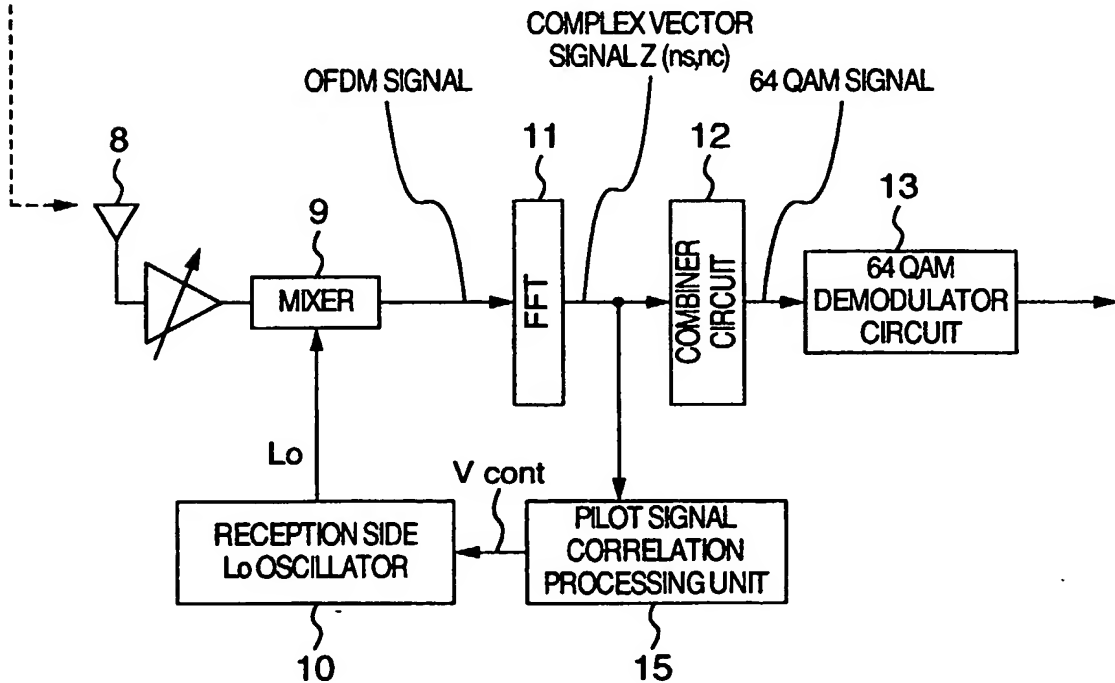 COMPLEX VECTOR
SIGNAL Z (ns,nc)
OFDM SIGNAL
64 QAM SIGNAL
8
9
11
12
13
MIXER
FFT
COMBINER
CIRCUIT
64 QAM
DEMODULATOR
CIRCUIT
Lo
V cont
RECEPTION SIDE
Lo OSCILLATOR
PILOT SIGNAL
CORRELATION
PROCESSING UNIT
10
15